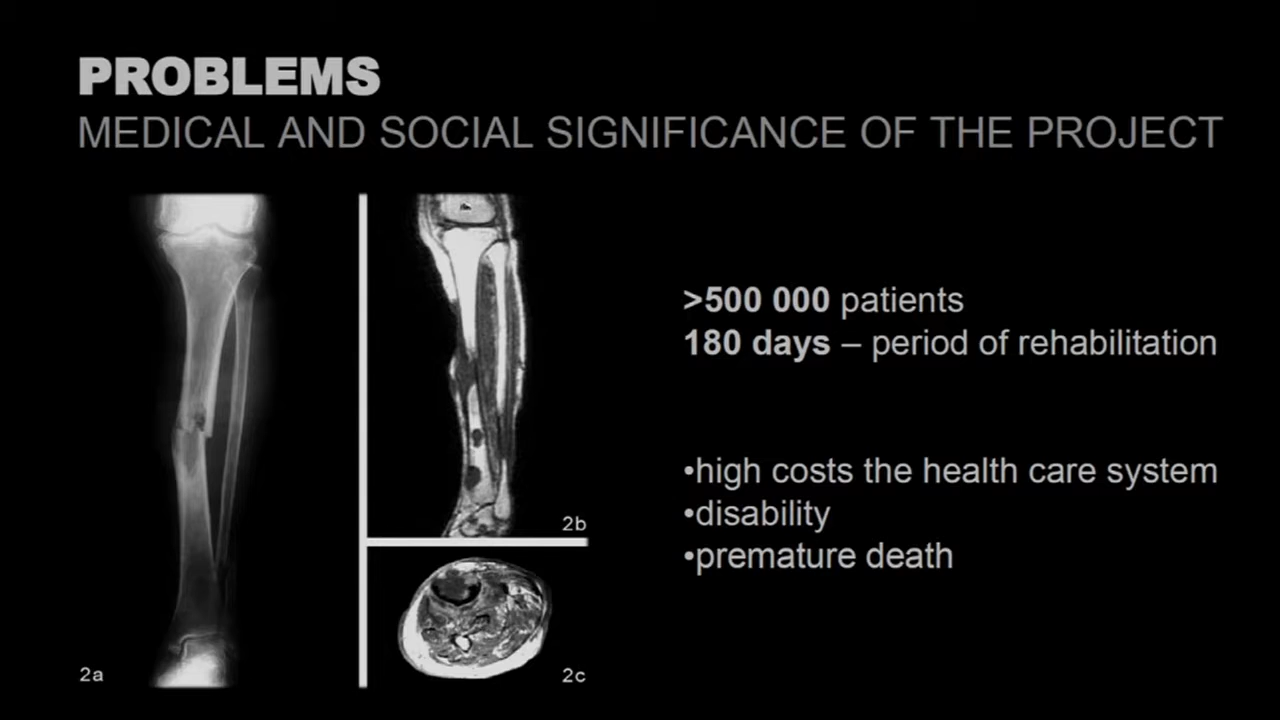 PROBLEMS
MEDICAL AND SOCIAL SIGNIFICANCE OF THE PROJECT
>500 000 patients
180 days – period of rehabilitation
•high costs the health care system
•disability
•premature death
2a
2b
2c